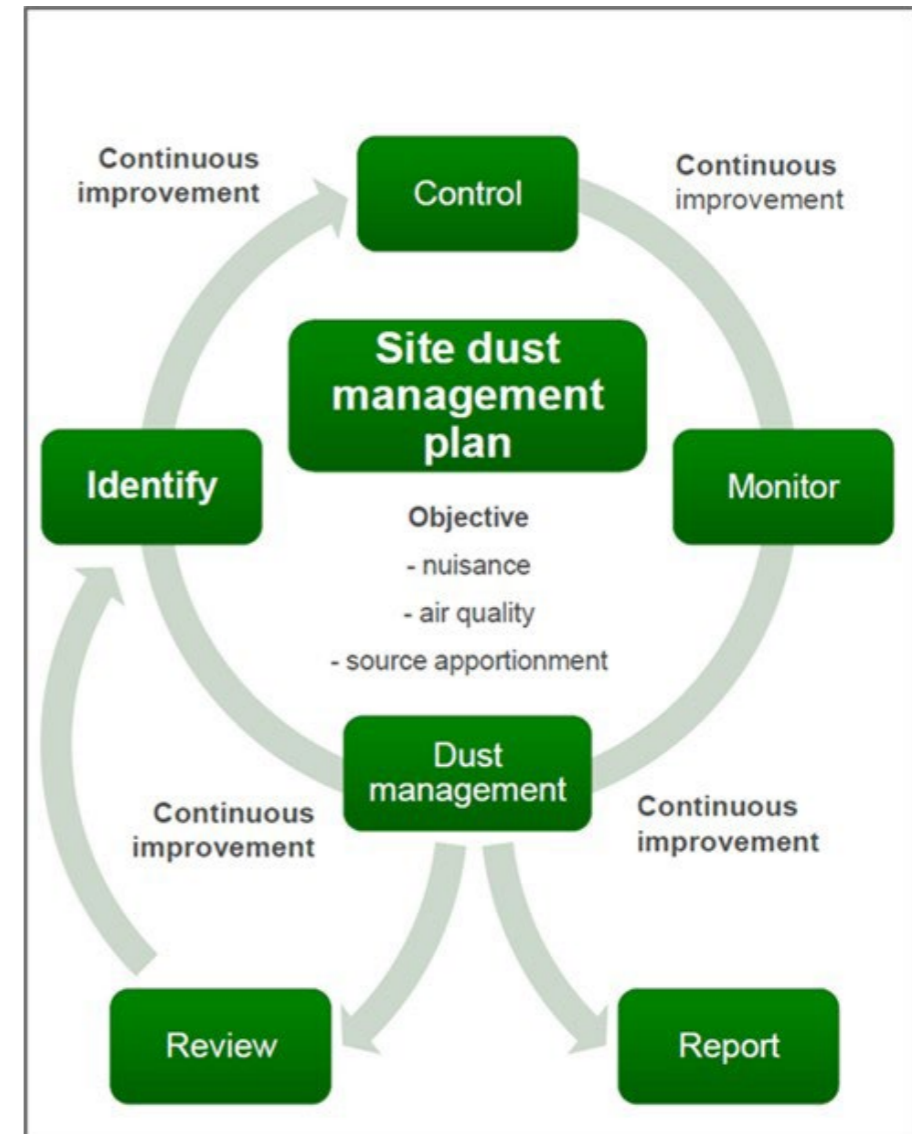 Continuous
improvement
Control
Continuous
improvement
Site dust
management
plan
Identify
Monitor
Objective
- nuisance
- air quality
- source apportionment
Dust
management
Continuous
improvement
Continuous
improvement
Review
Report